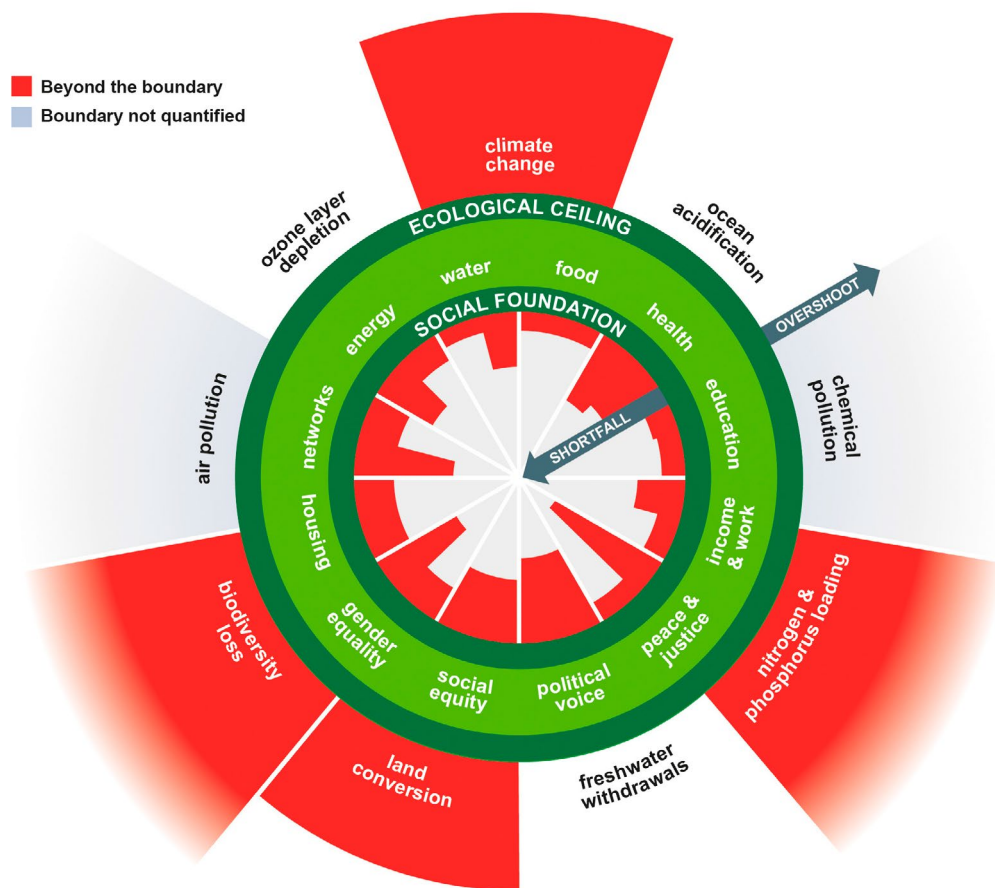 Beyond the boundary
Boundary not quantified
climate
change
ozone layer
depletion
ocean
acidification
ECOLOGICAL CEILING
water
food
energy
health
SOCIAL FOUNDATION
OVERSHOOT
SHORTFALL
air pollution
networks
education
chemical
pollution
housing
income
& work
biodiversity
loss
gender
equality
social
equity
political
voice
peace &
justice
nitrogen &
phosphorus loading
land
conversion
freshwater
withdrawals